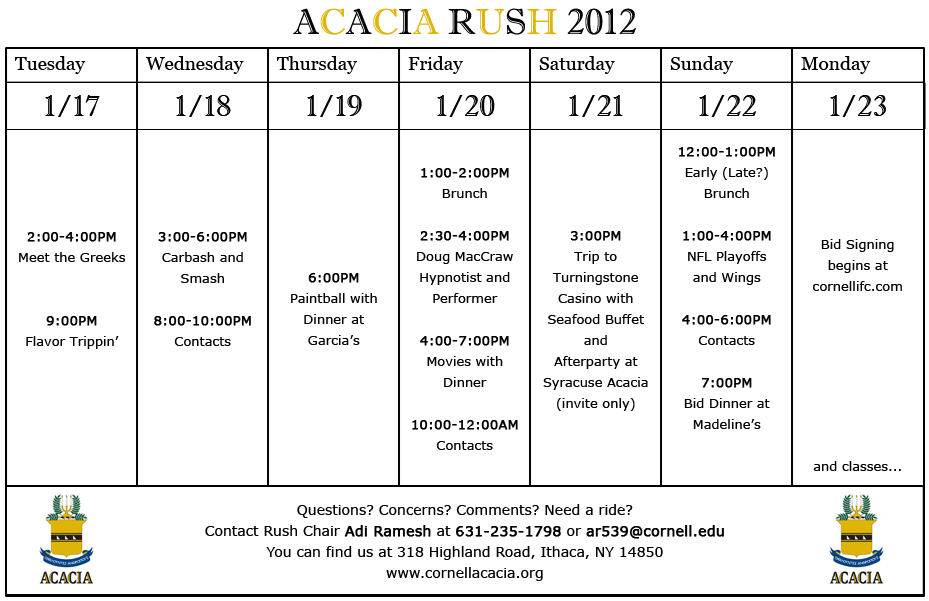 ACACIA RUSH 2012
Tuesday
Wednesday
Thursday
Friday
Saturday
Sunday
Monday
1/17
1/18
1/19
1/20
1/21
1/22
1/23
2:00-4:00PM
Meet the Greeks
9:00PM
Flavor Trippin’
3:00-6:00PM
Carbash and
Smash
8:00-10:00PM
Contacts
6:00PM
Paintball with
Dinner at
Garcia’s
1:00-2:00PM
Brunch
2:30-4:00PM
Doug MacCraw
Hypnotist and
Performer
4:00-7:00PM
Movies with
Dinner
10:00-12:00AM
Contacts
3:00PM
Trip to
Turningstone
Casino with
Seafood Buffet
and
Afterparty at
Syracuse Acacia
(invite only)
12:00-1:00PM
Early (Late?)
Brunch
1:00-4:00PM
NFL Playoffs
and Wings
4:00-6:00PM
Contacts
7:00PM
Bid Dinner at
Madeline’s
Bid Signing
begins at
cornellifc.com
and classes...
Questions? Concerns? Comments? Need a ride?
Contact Rush Chair Adi Ramesh at 631-235-1798 or ar539@cornell.edu
You can find us at 318 Highland Road, Ithaca, NY 14850
www.cornellacacia.org
ACACIA
ACACIA